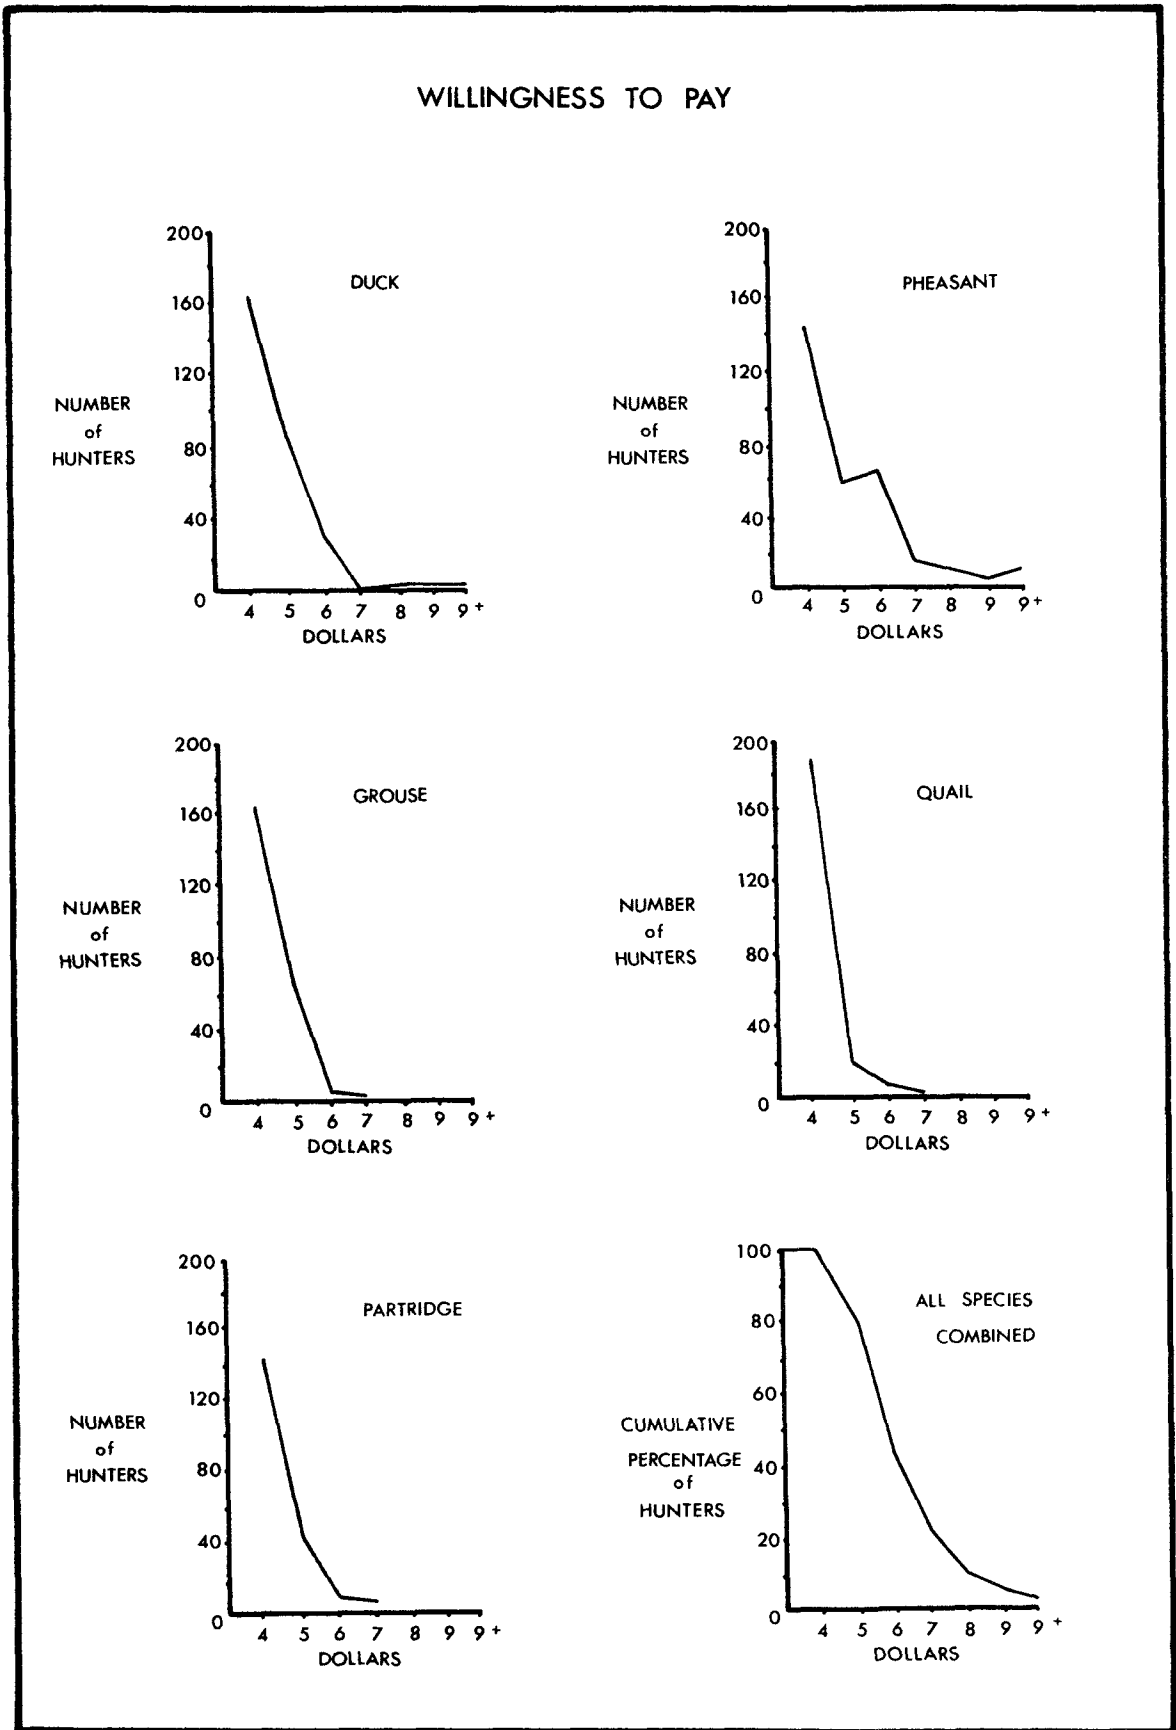 WILLINGNESS TO PAY
200
160
120
80
40
0
DUCK
NUMBER
of
HUNTERS
4 5 6 7 8 9 9+
DOLLARS
200
160
120
80
40
0
PHEASANT
NUMBER
of
HUNTERS
4 5 6 7 8 9 9+
DOLLARS
200
160
120
80
40
0
GROUSE
NUMBER
of
HUNTERS
4 5 6 7 8 9 9+
DOLLARS
200
160
120
80
40
0
QUAIL
NUMBER
of
HUNTERS
4 5 6 7 8 9 9+
DOLLARS
200
160
120
80
40
0
PARTRIDGE
NUMBER
of
HUNTERS
4 5 6 7 8 9 9+
DOLLARS
100
80
60
40
20
0
ALL SPECIES
COMBINED
CUMULATIVE
PERCENTAGE
of
HUNTERS
4 5 6 7 8 9 9+
DOLLARS